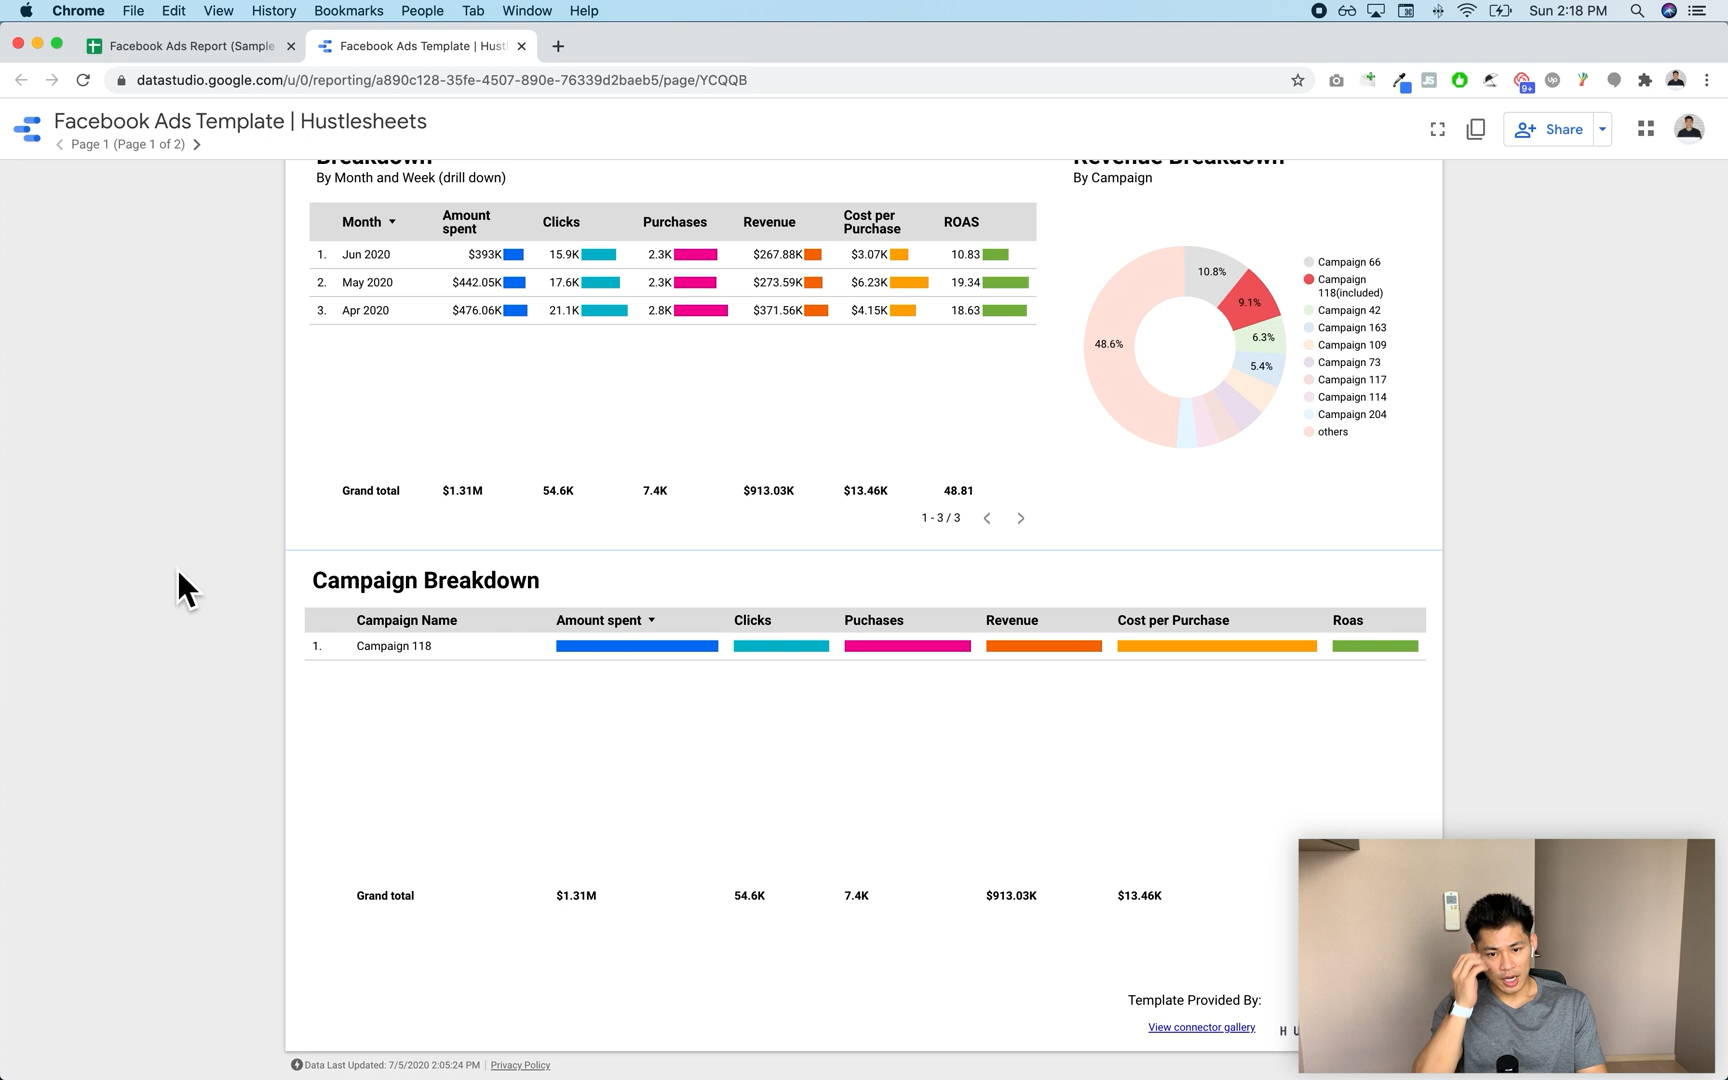 Chrome File Edit View History Bookmarks People Tab Window Help
Sun 2:18 PM
Facebook Ads Report (Sample
Facebook Ads Template | Hust
datastudio.google.com/u/0/reporting/a890c128-35fe-4507-890e-76339d2baeb5/page/YCQQB
JS
9+
Up
Facebook Ads Template | Hustlesheets
Page 1 (Page 1 of 2)
Share
Breakdown
By Month and Week (drill down)
Month Amount spent Clicks Purchases Revenue Cost per Purchase ROAS
1. Jun 2020 $393K 15.9K 2.3K $267.88K $3.07K 10.83
2. May 2020 $442.05K 17.6K 2.3K $273.59K $6.23K 19.34
3. Apr 2020 $476.06K 21.1K 2.8K $371.56K $4.15K 18.63
Grand total $1.31M 54.6K 7.4K $913.03K $13.46K 48.81
1 - 3 / 3
Revenue Breakdown
By Campaign
10.8%
9.1%
6.3%
5.4%
48.6%
Campaign 66
Campaign
118(included)
Campaign 42
Campaign 163
Campaign 109
Campaign 73
Campaign 117
Campaign 114
Campaign 204
others
Campaign Breakdown
Campaign Name Amount spent Clicks Puchases Revenue Cost per Purchase Roas
1. Campaign 118
Grand total $1.31M 54.6K 7.4K $913.03K $13.46K
Template Provided By:
View connector gallery
H U
Data Last Updated: 7/5/2020 2:05:24 PM
Privacy Policy